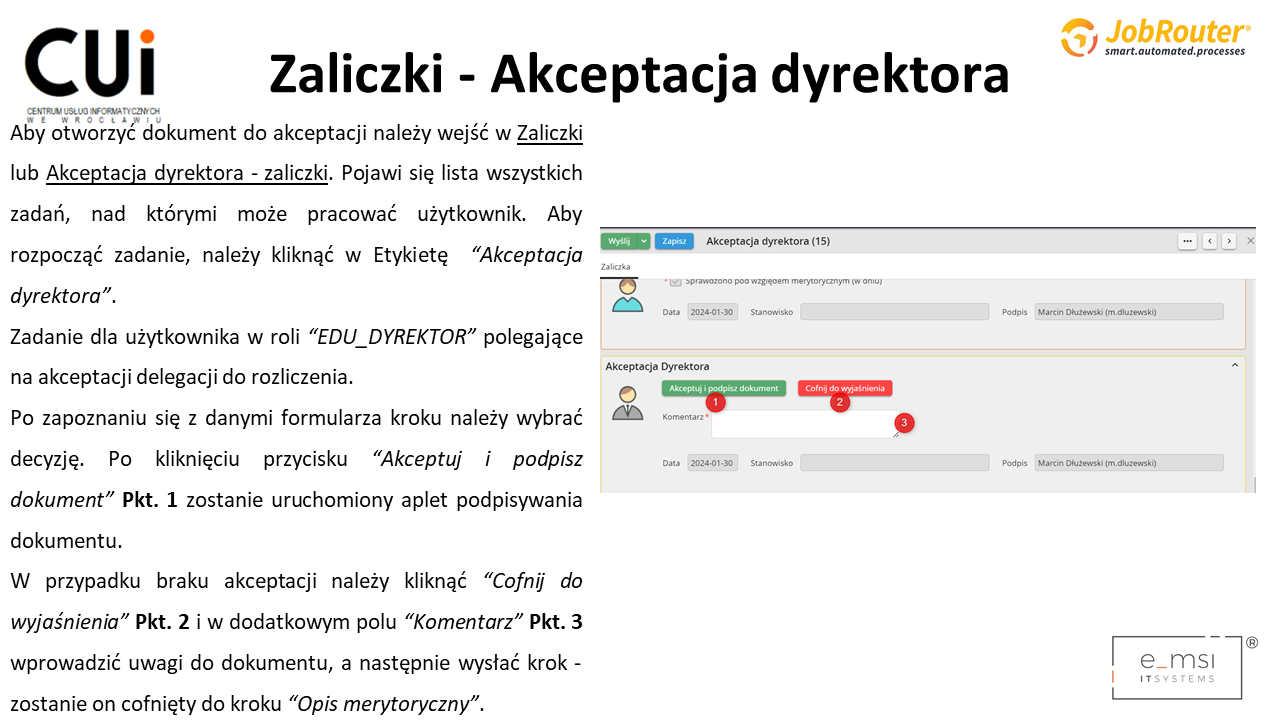 CUi
CENTRUM USŁUG INFORMATYCZNYCH
WE WROCŁAWIU
JobRouter®
smart.automated.processes
Zaliczki - Akceptacja dyrektora
Aby otworzyć dokument do akceptacji należy wejść w Zaliczki
lub Akceptacja dyrektora - zaliczki. Pojawi się lista wszystkich
zadań, nad którymi może pracować użytkownik. Aby
rozpocząć zadanie, należy kliknąć w Etykietę “Akceptacja
dyrektora”.
Zadanie dla użytkownika w roli “EDU_DYREKTOR” polegające
na akceptacji delegacji do rozliczenia.
Po zapoznaniu się z danymi formularza kroku należy wybrać
decyzję. Po kliknięciu przycisku “Akceptuj i podpisz
dokument” Pkt. 1 zostanie uruchomiony aplet podpisywania
dokumentu.
W przypadku braku akceptacji należy kliknąć “Cofnij do
wyjaśnienia” Pkt. 2 i w dodatkowym polu “Komentarz” Pkt. 3
wprowadzić uwagi do dokumentu, a następnie wysłać krok -
zostanie on cofnięty do kroku “Opis merytoryczny”.
Wyślij Zapisz Akceptacja dyrektora (15)
Zaliczka
* Sprawdzono pod względem merytorycznym (w dniu)
Data 2024-01-30 Stanowisko Podpis Marcin Dłużewski (m.dluzewski)
Akceptacja Dyrektora
Akceptuj i podpisz dokument Cofnij do wyjaśnienia
1 2
Komentarz * 3
Data 2024-01-30 Stanowisko Podpis Marcin Dłużewski (m.dluzewski)
e_msi ®
ITSYSTEMS